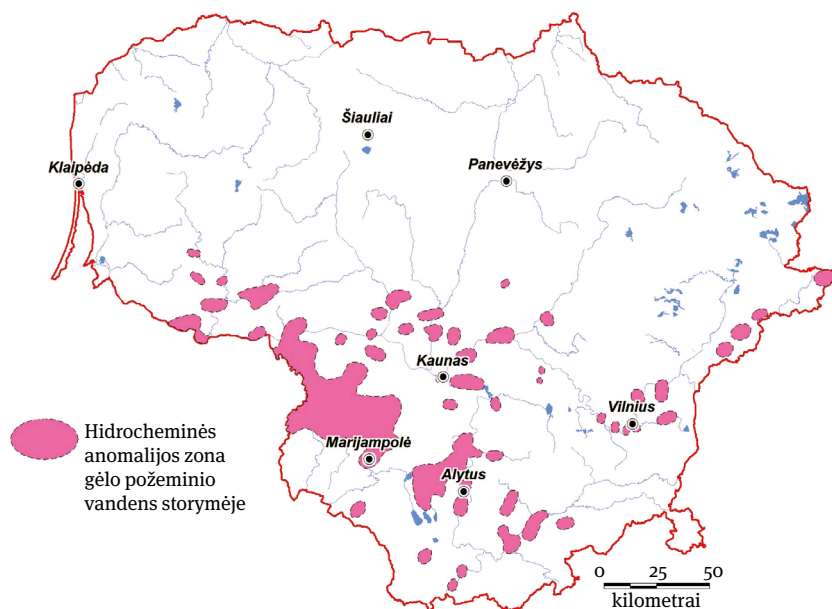 Šiauliai
Klaipėda
Panevėžys
Kaunas
Vilnius
Marijampolė
Alytus
Hidrocheminės
anomalijos zona
gėlo požeminio
vandens storymėje
0 25 50
kilometrai